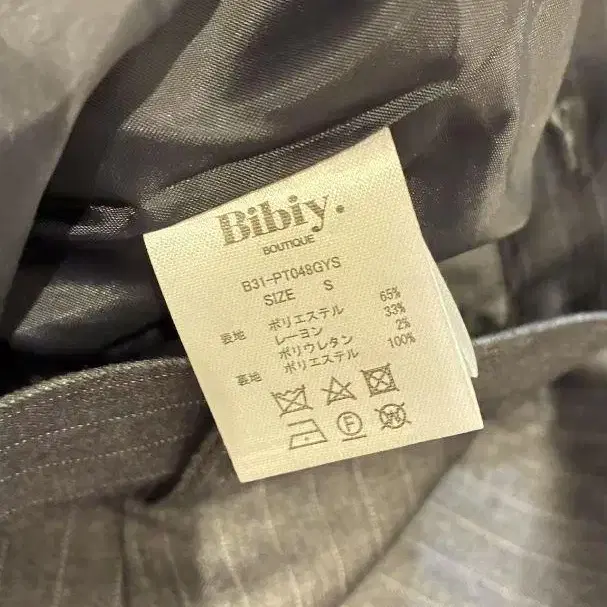 Bibiy.
BOUTIQUE
B31-PT048GYS
SIZE S
表地 ポリエステル 65%
レーヨン 33%
ポリウレタン 2%
裏地 ポリエステル 100%
F
W